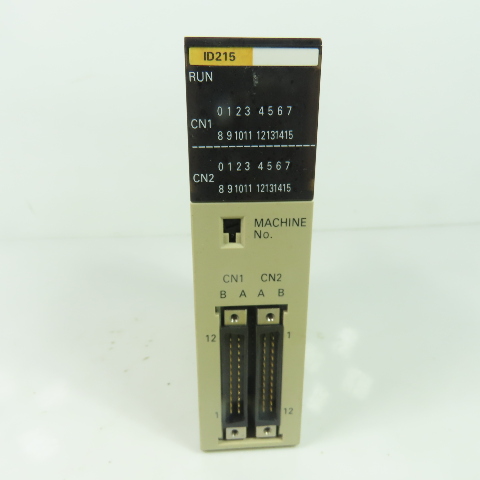 ID215
RUN
0 1 2 3 4 5 6 7
CN1
8 9 10 11 12 13 14 15
0 1 2 3 4 5 6 7
CN2
8 9 10 11 12 13 14 15
MACHINE
No.
CN1 CN2
B A A B
12 1
1 12